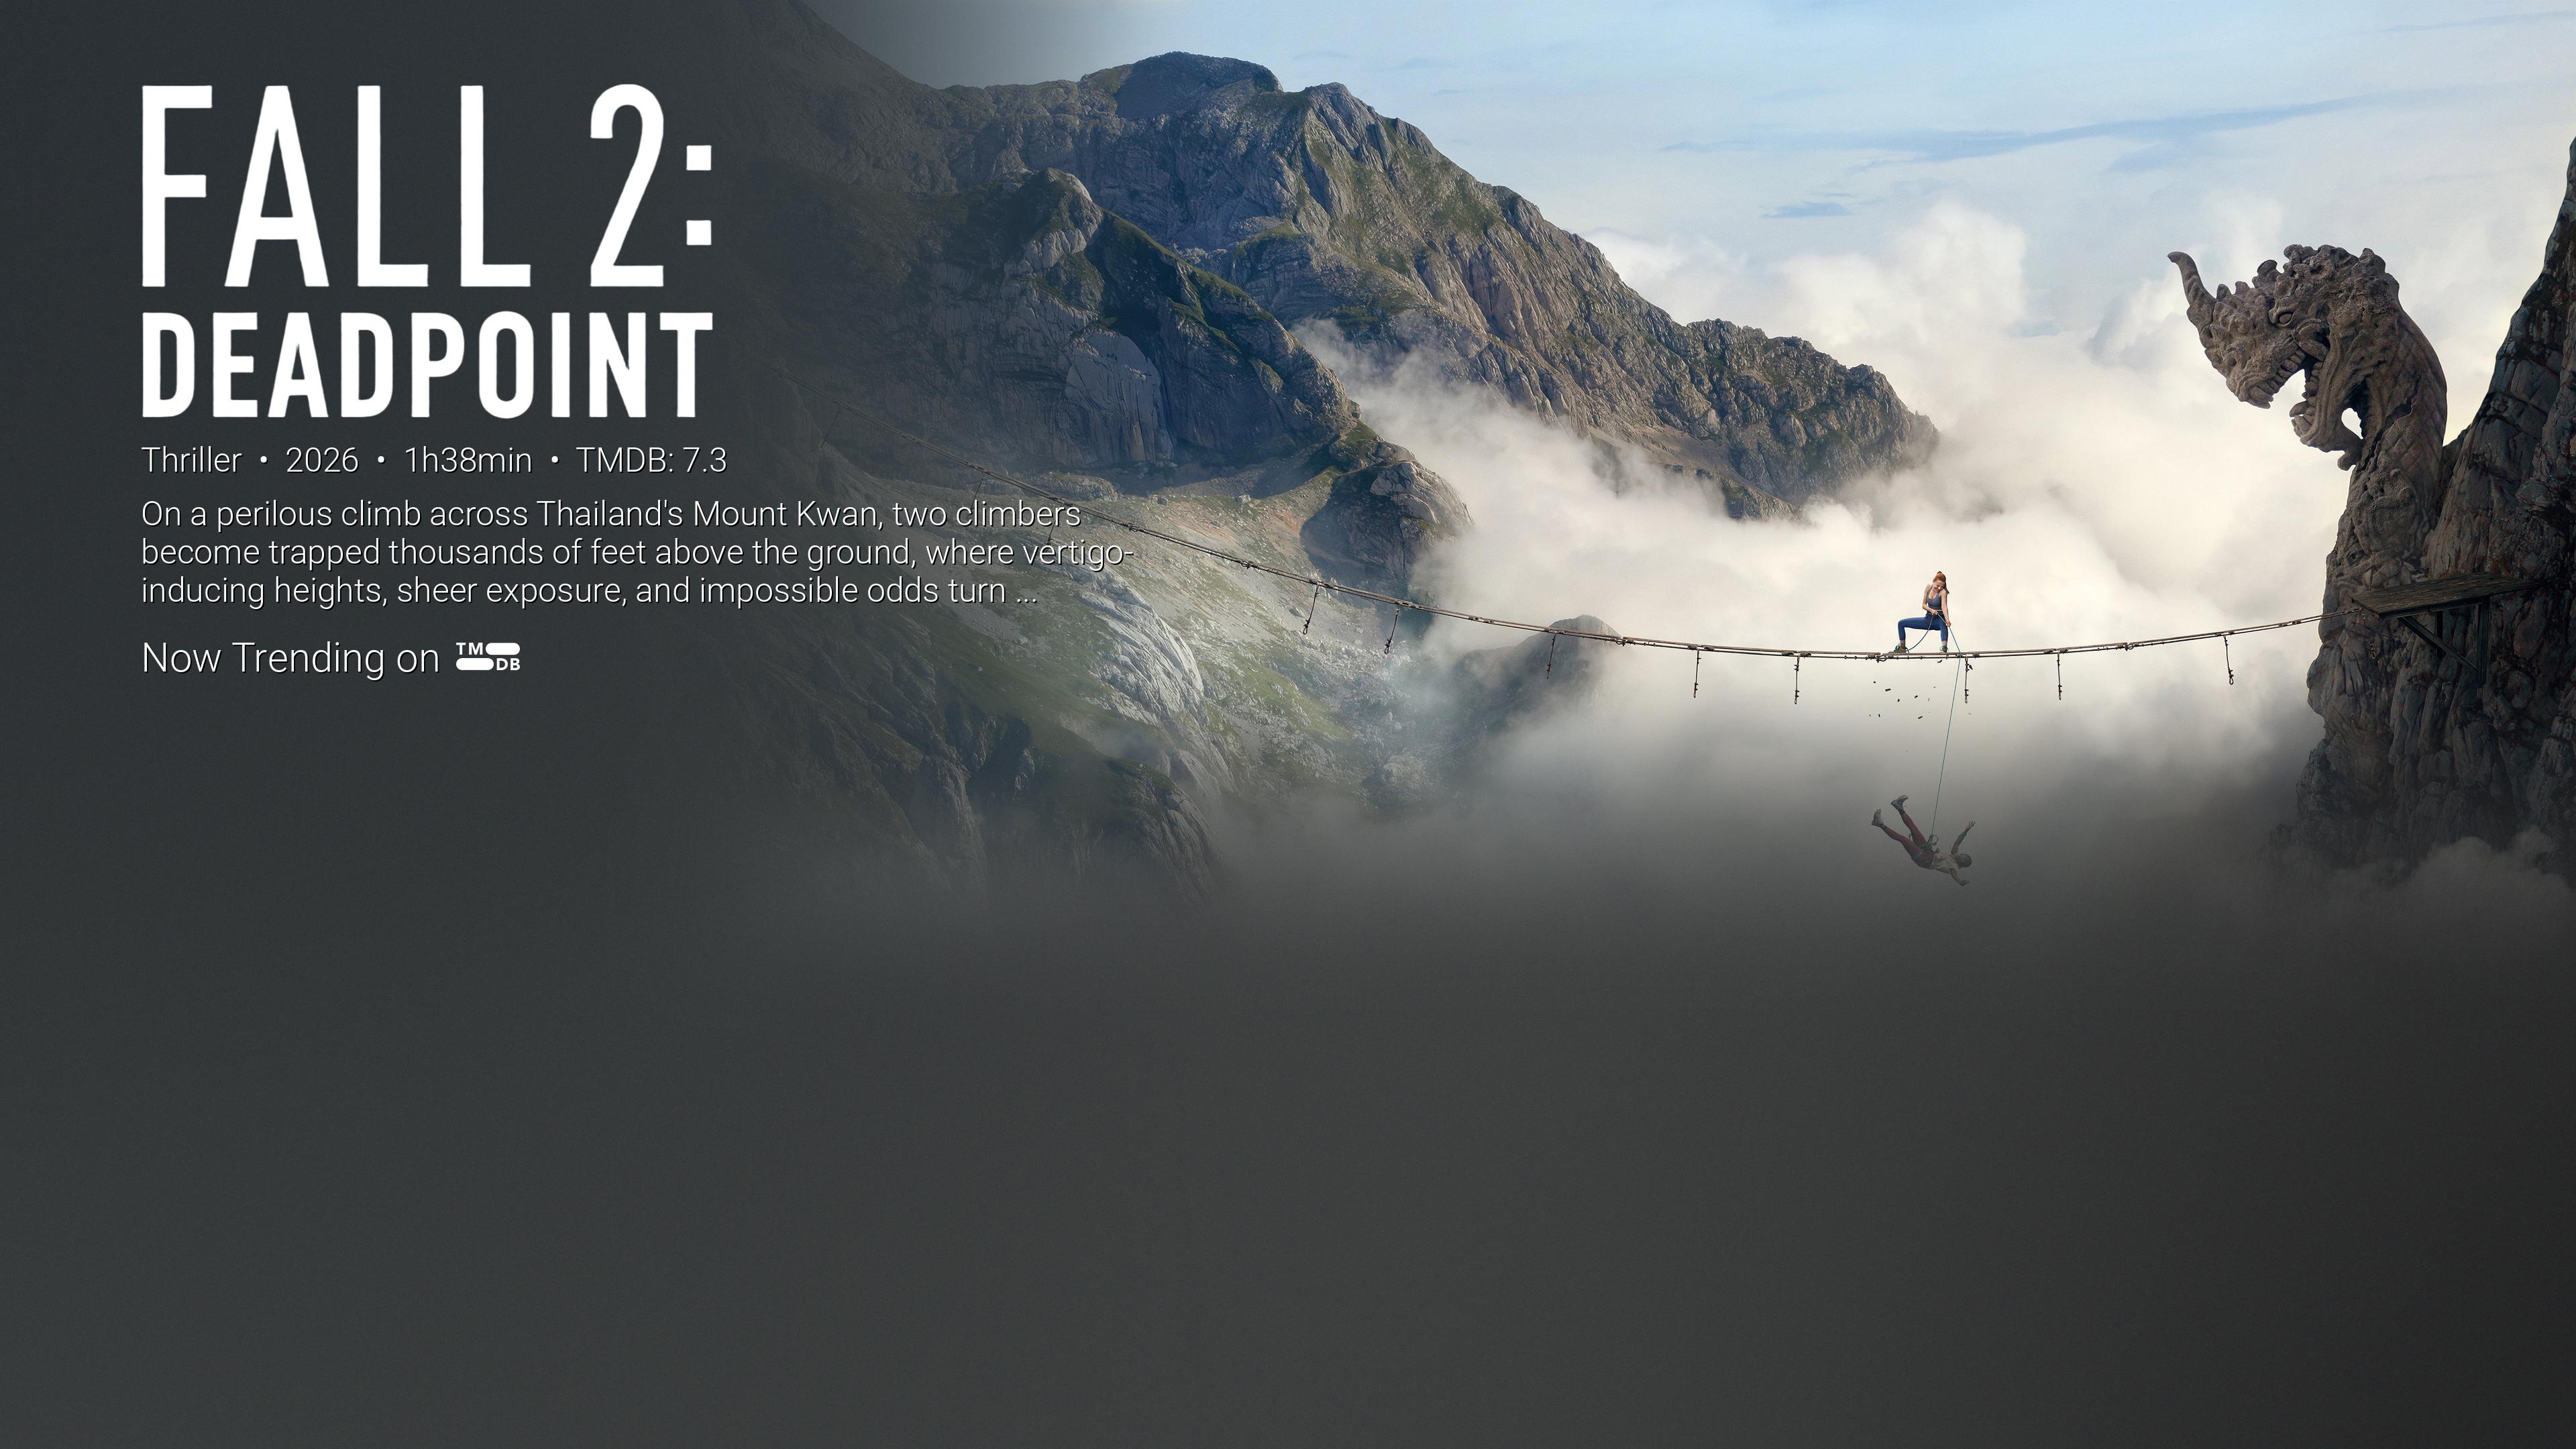 FALL 2:
DEADPOINT
Thriller • 2026 • 1h38min • TMDB: 7.3
On a perilous climb across Thailand's Mount Kwan, two climbers
become trapped thousands of feet above the ground, where vertigo-
inducing heights, sheer exposure, and impossible odds turn ...
Now Trending on TMDB